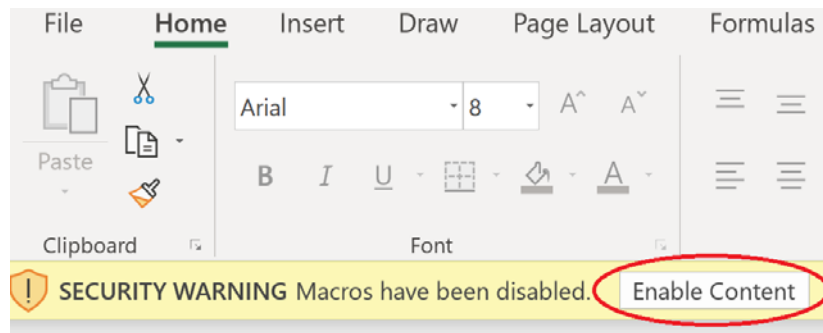 File Home Insert Draw Page Layout Formulas
Arial 8 A A
Paste
B I U A
Clipboard Font
! SECURITY WARNING Macros have been disabled. Enable Content